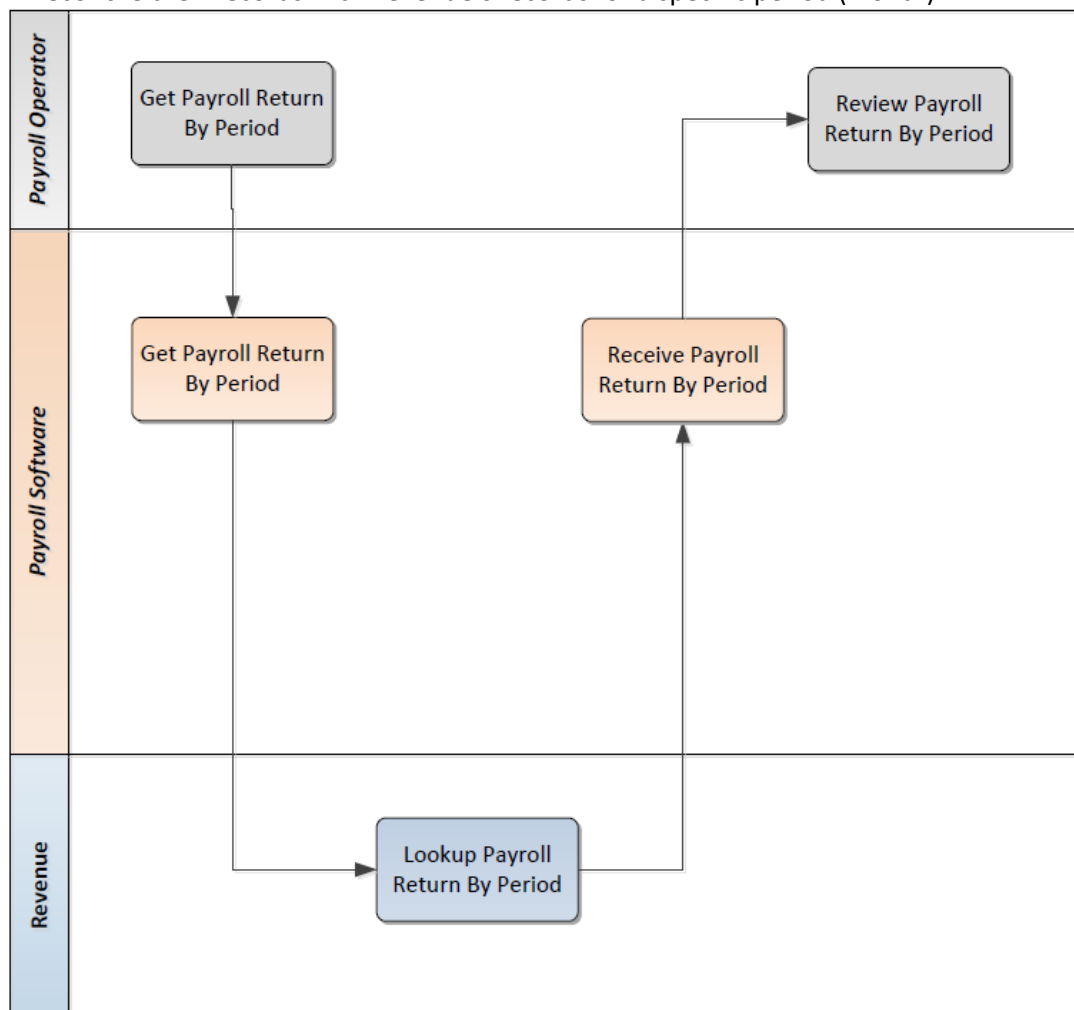 Payroll Operator
Get Payroll Return
By Period
Review Payroll
Return By Period
Payroll Software
Get Payroll Return
By Period
Receive Payroll
Return By Period
Revenue
Lookup Payroll
Return By Period